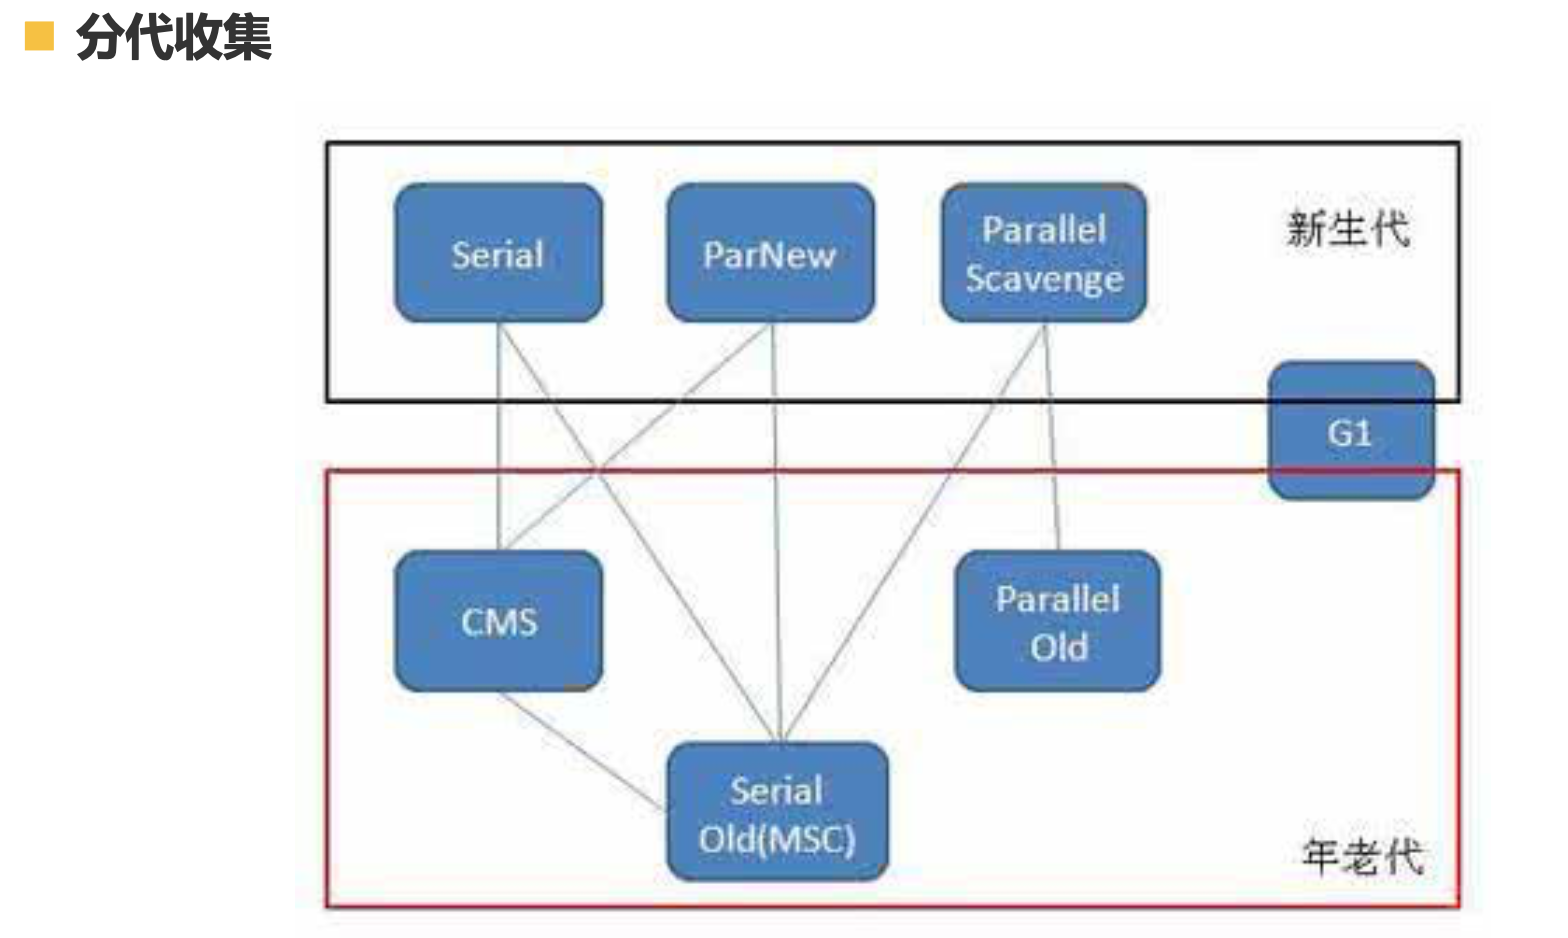 分代收集
Serial
ParNew
Parallel
Scavenge
新生代
G1
CMS
Parallel
Old
Serial
Old(MSC)
年老代